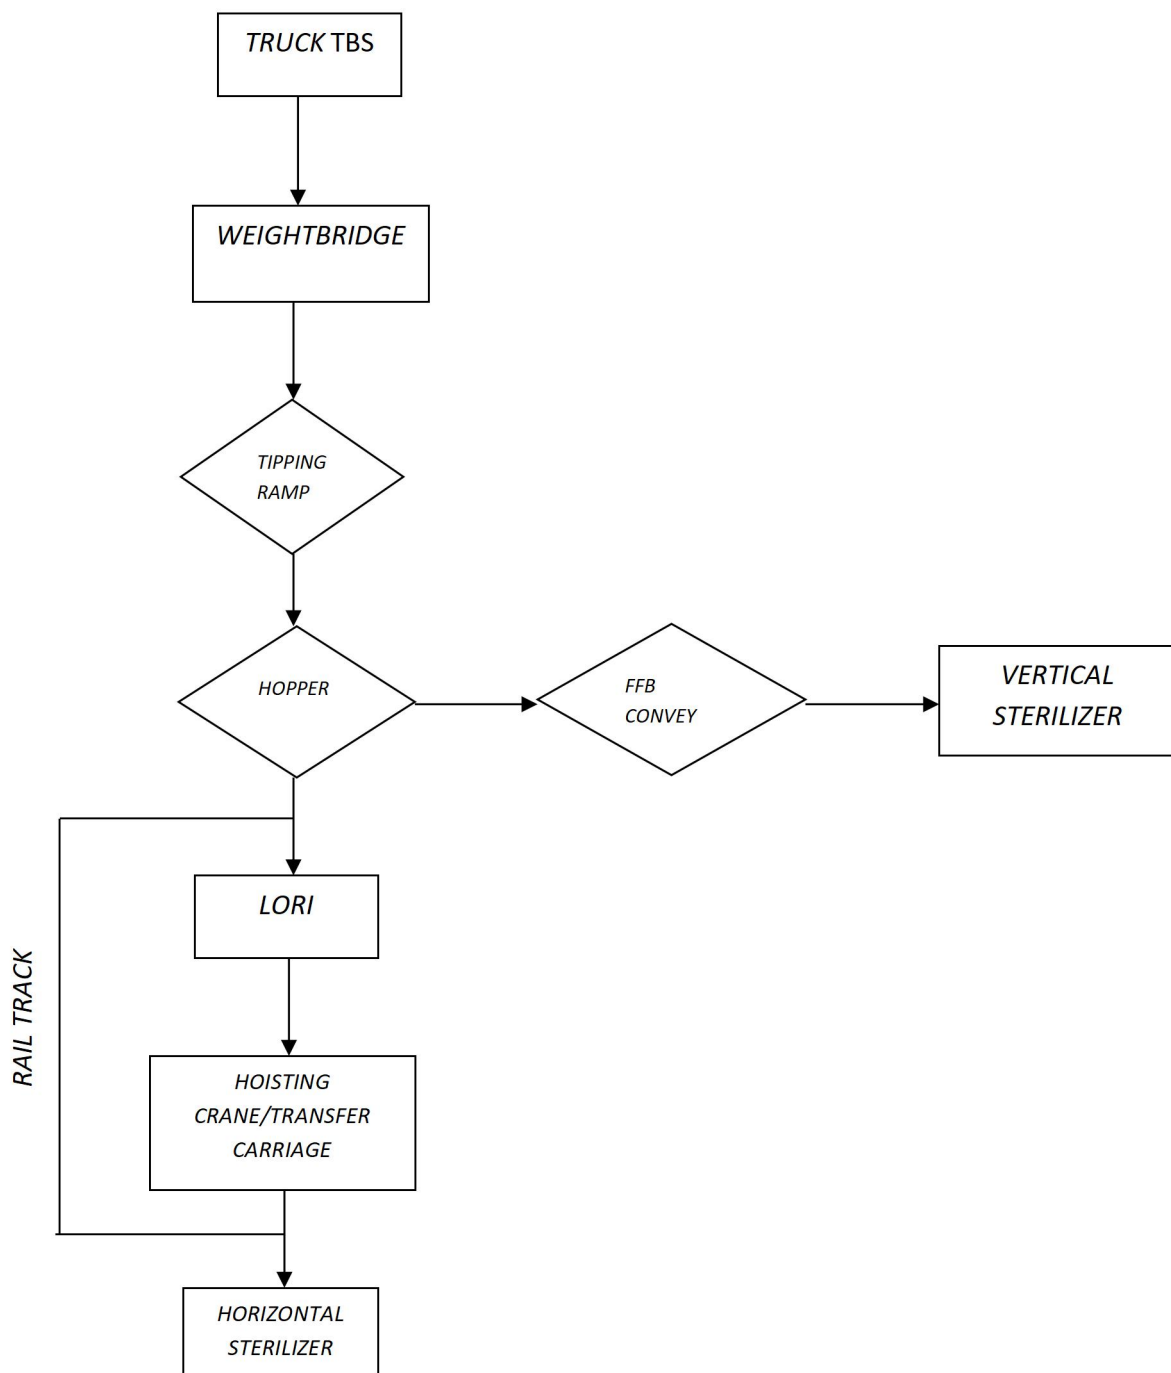 TRUCK TBS
WEIGHTBRIDGE
TIPPING
RAMP
HOPPER
FFB
CONVEY
VERTICAL
STERILIZER
LORI
RAIL TRACK
HOISTING
CRANE/TRANSFER
CARRIAGE
HORIZONTAL
STERILIZER